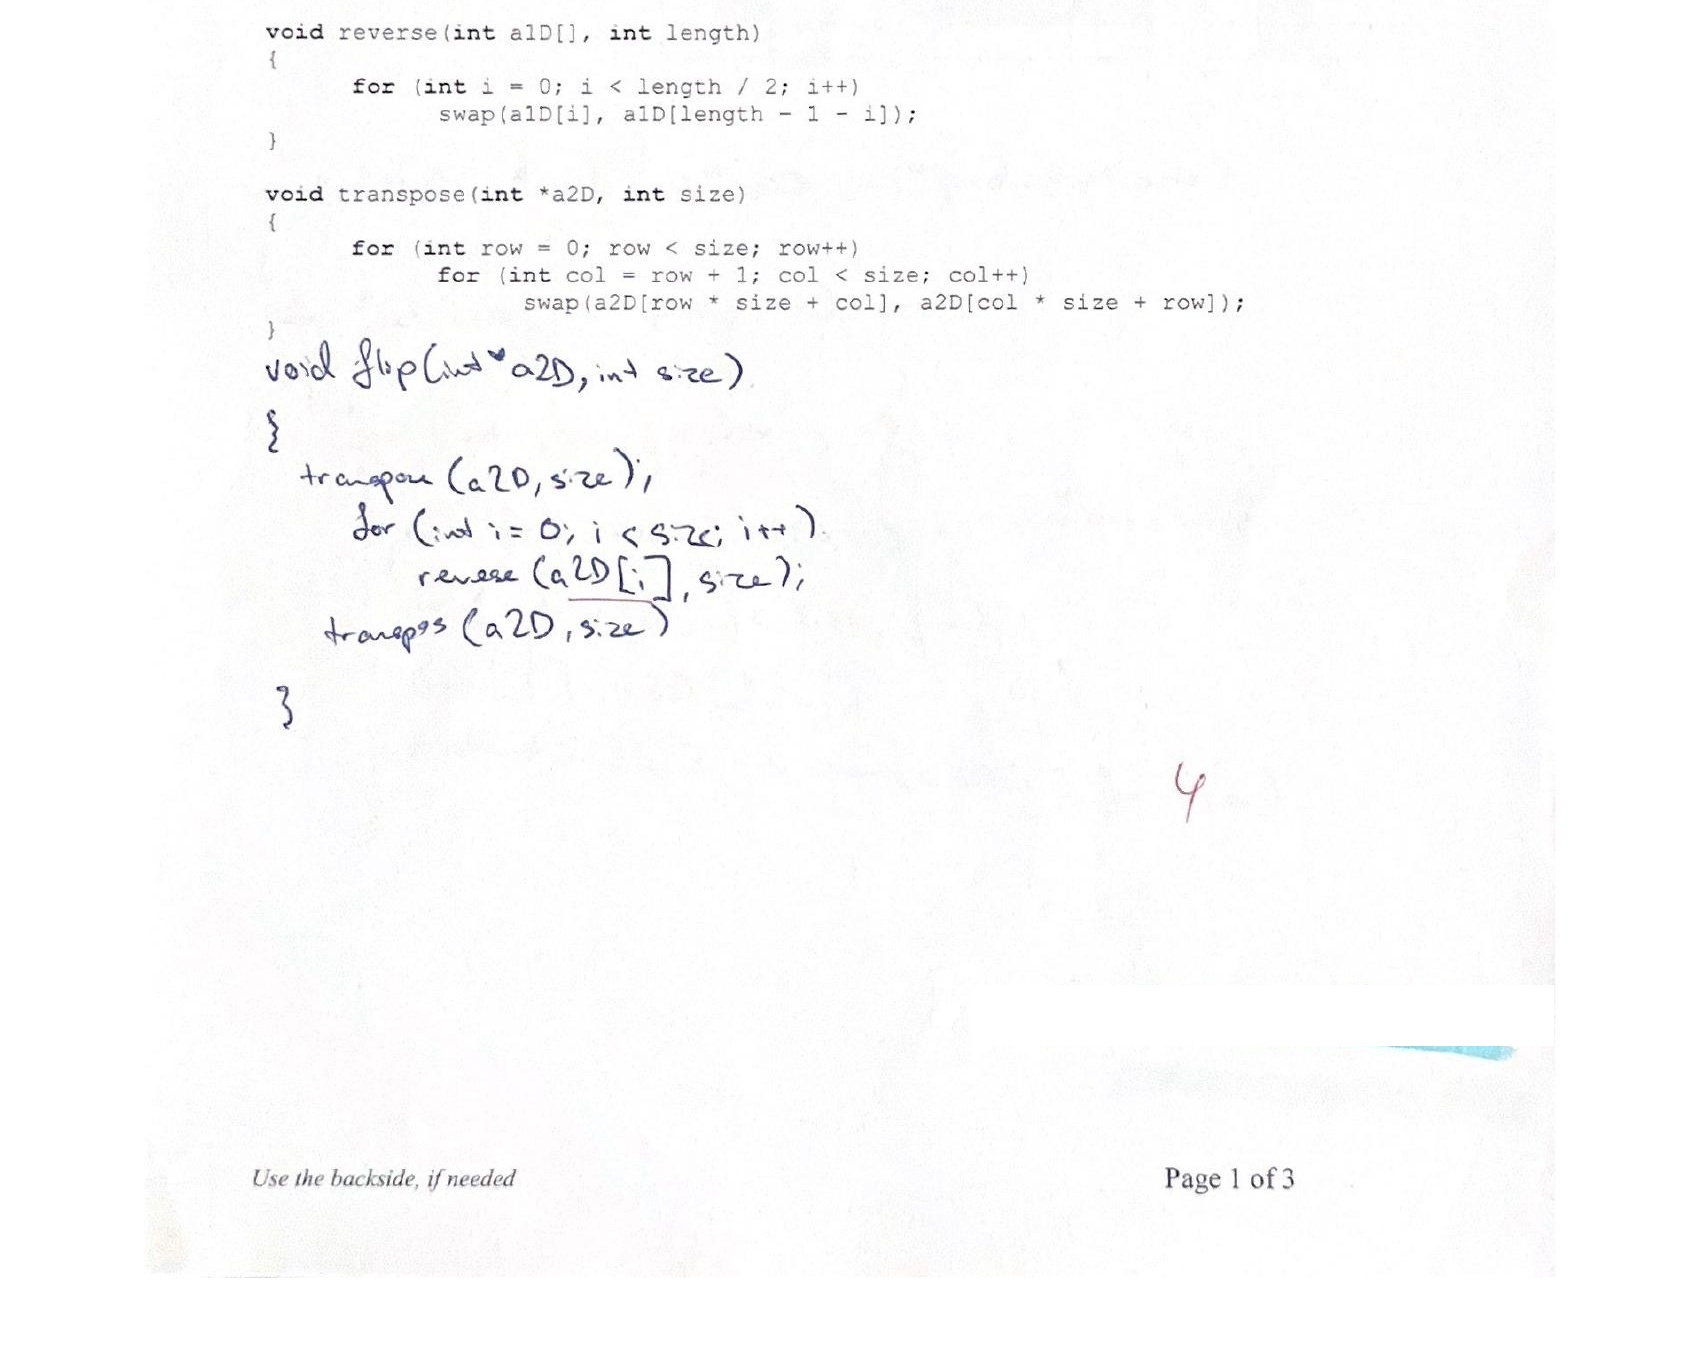 void reverse(int a1D[], int length)
{
for (int i = 0; i < length / 2; i++)
swap(a1D[i], a1D[length - 1 - i]);
}
void transpose(int *a2D, int size)
{
for (int row = 0; row < size; row++)
for (int col = row + 1; col < size; col++)
swap(a2D[row * size + col], a2D[col * size + row]);
}
void flip(int * a2D, int size)
{
transpose (a2D, size);
for (int i = 0; i < size; i++)
reverse (a2D[i], size);
transpos (a2D, size)
}
4
Use the backside, if needed
Page 1 of 3